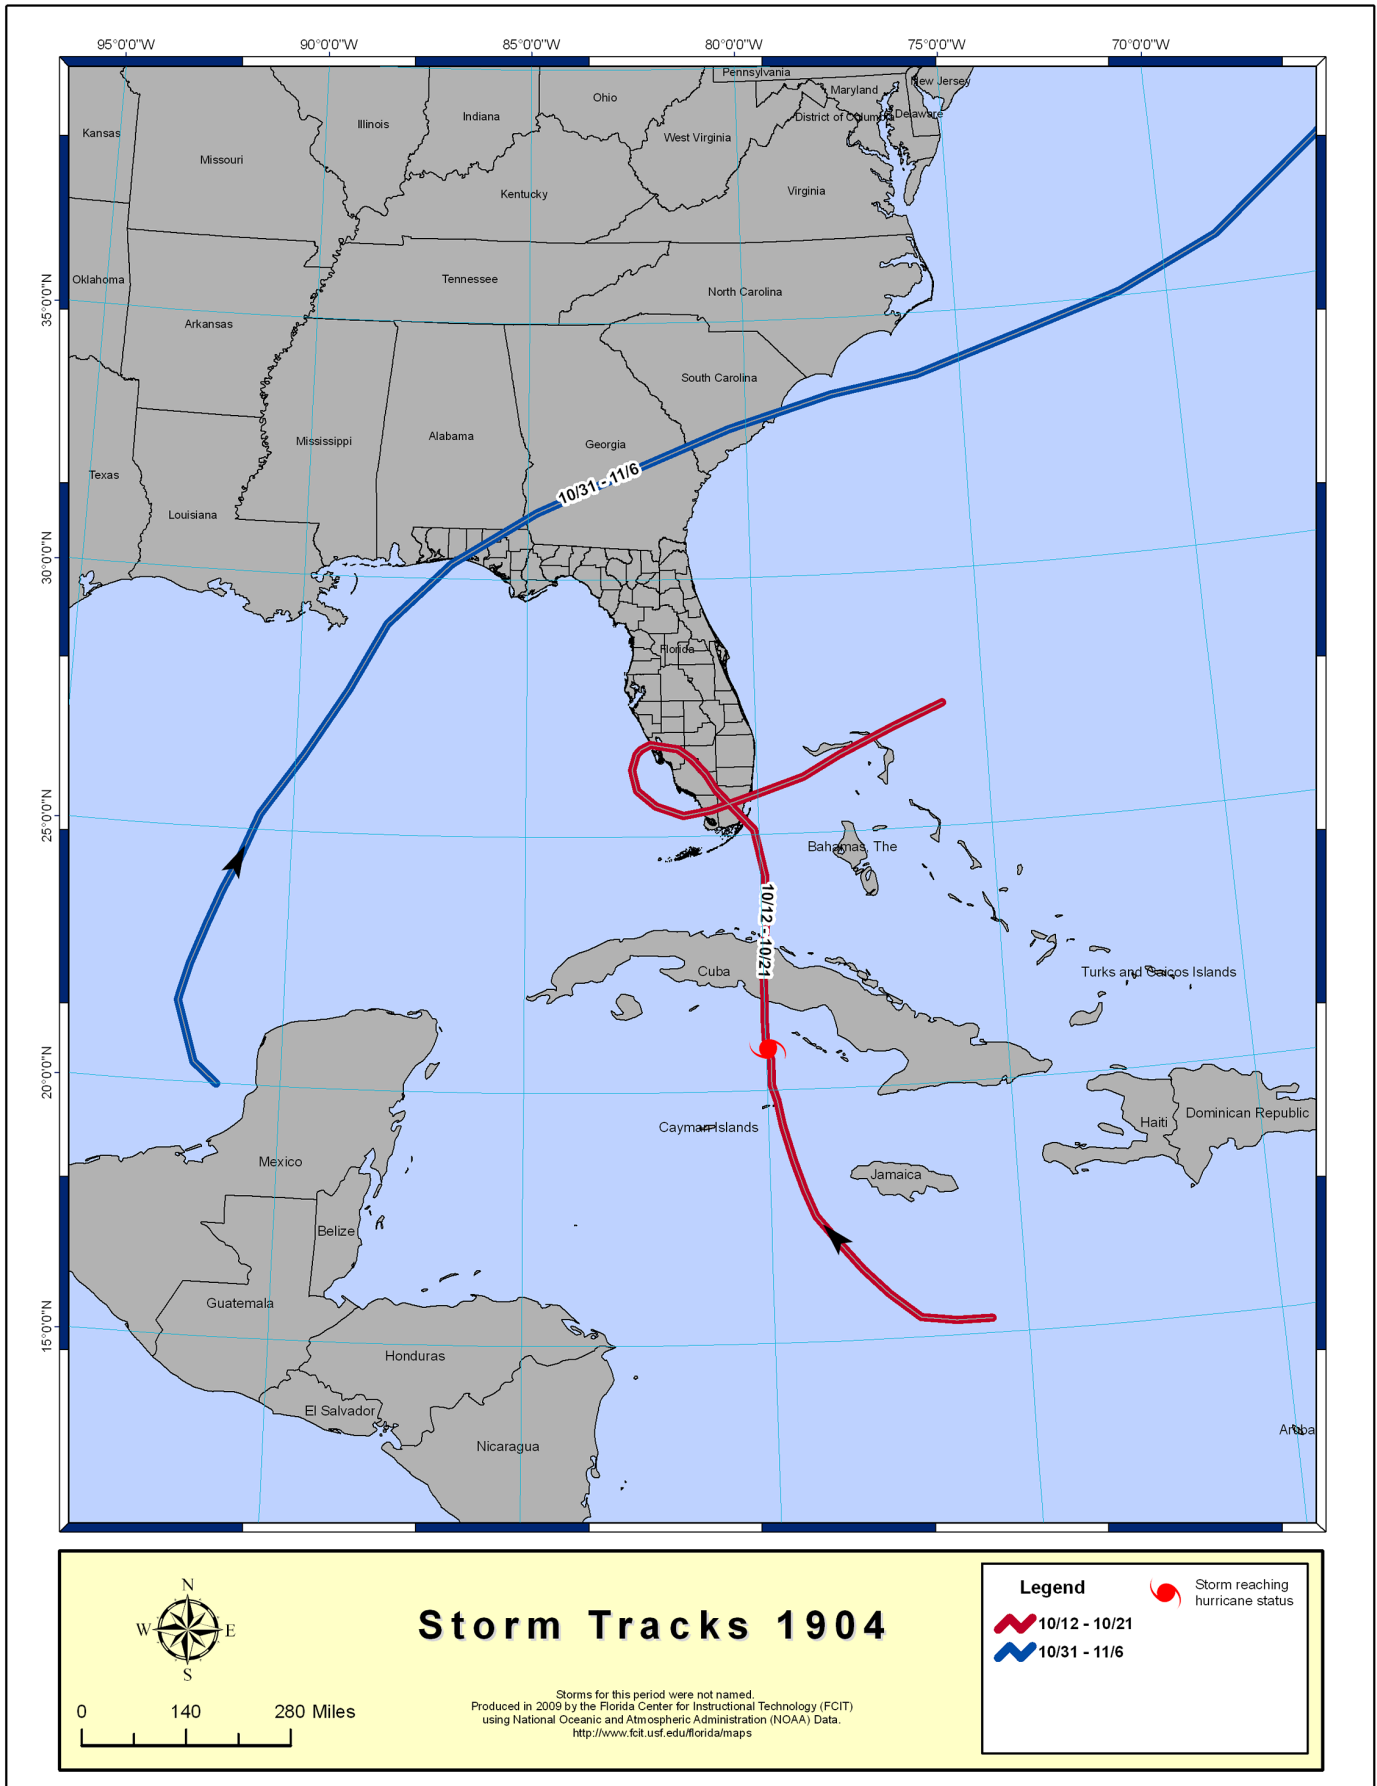 95°0'0"W 90°0'0"W 85°0'0"W 80°0'0"W 75°0'0"W 70°0'0"W
Pennsylvania
New Jersey
Ohio
Maryland
Indiana
Illinois
District of Columbia
Delaware
Kansas
West Virginia
Missouri
Kentucky
Virginia
Oklahoma
Tennessee
North Carolina
35°0'0"N
Arkansas
South Carolina
Mississippi
Alabama
Georgia
Texas
10/31 - 11/6
Louisiana
30°0'0"N
Florida
25°0'0"N
Bahamas, The
10/12 - 10/21
Cuba
Turks and Caicos Islands
20°0'0"N
Cayman Islands
Haiti
Dominican Republic
Mexico
Jamaica
Belize
Guatemala
15°0'0"N
Honduras
El Salvador
Aruba
Nicaragua
N
W E
S
0 140 280 Miles
Storm Tracks 1904
Storms for this period were not named.
Produced in 2009 by the Florida Center for Instructional Technology (FCIT)
using National Oceanic and Atmospheric Administration (NOAA) Data.
http://www.fcit.usf.edu/florida/maps
Legend
Storm reaching
hurricane status
10/12 - 10/21
10/31 - 11/6